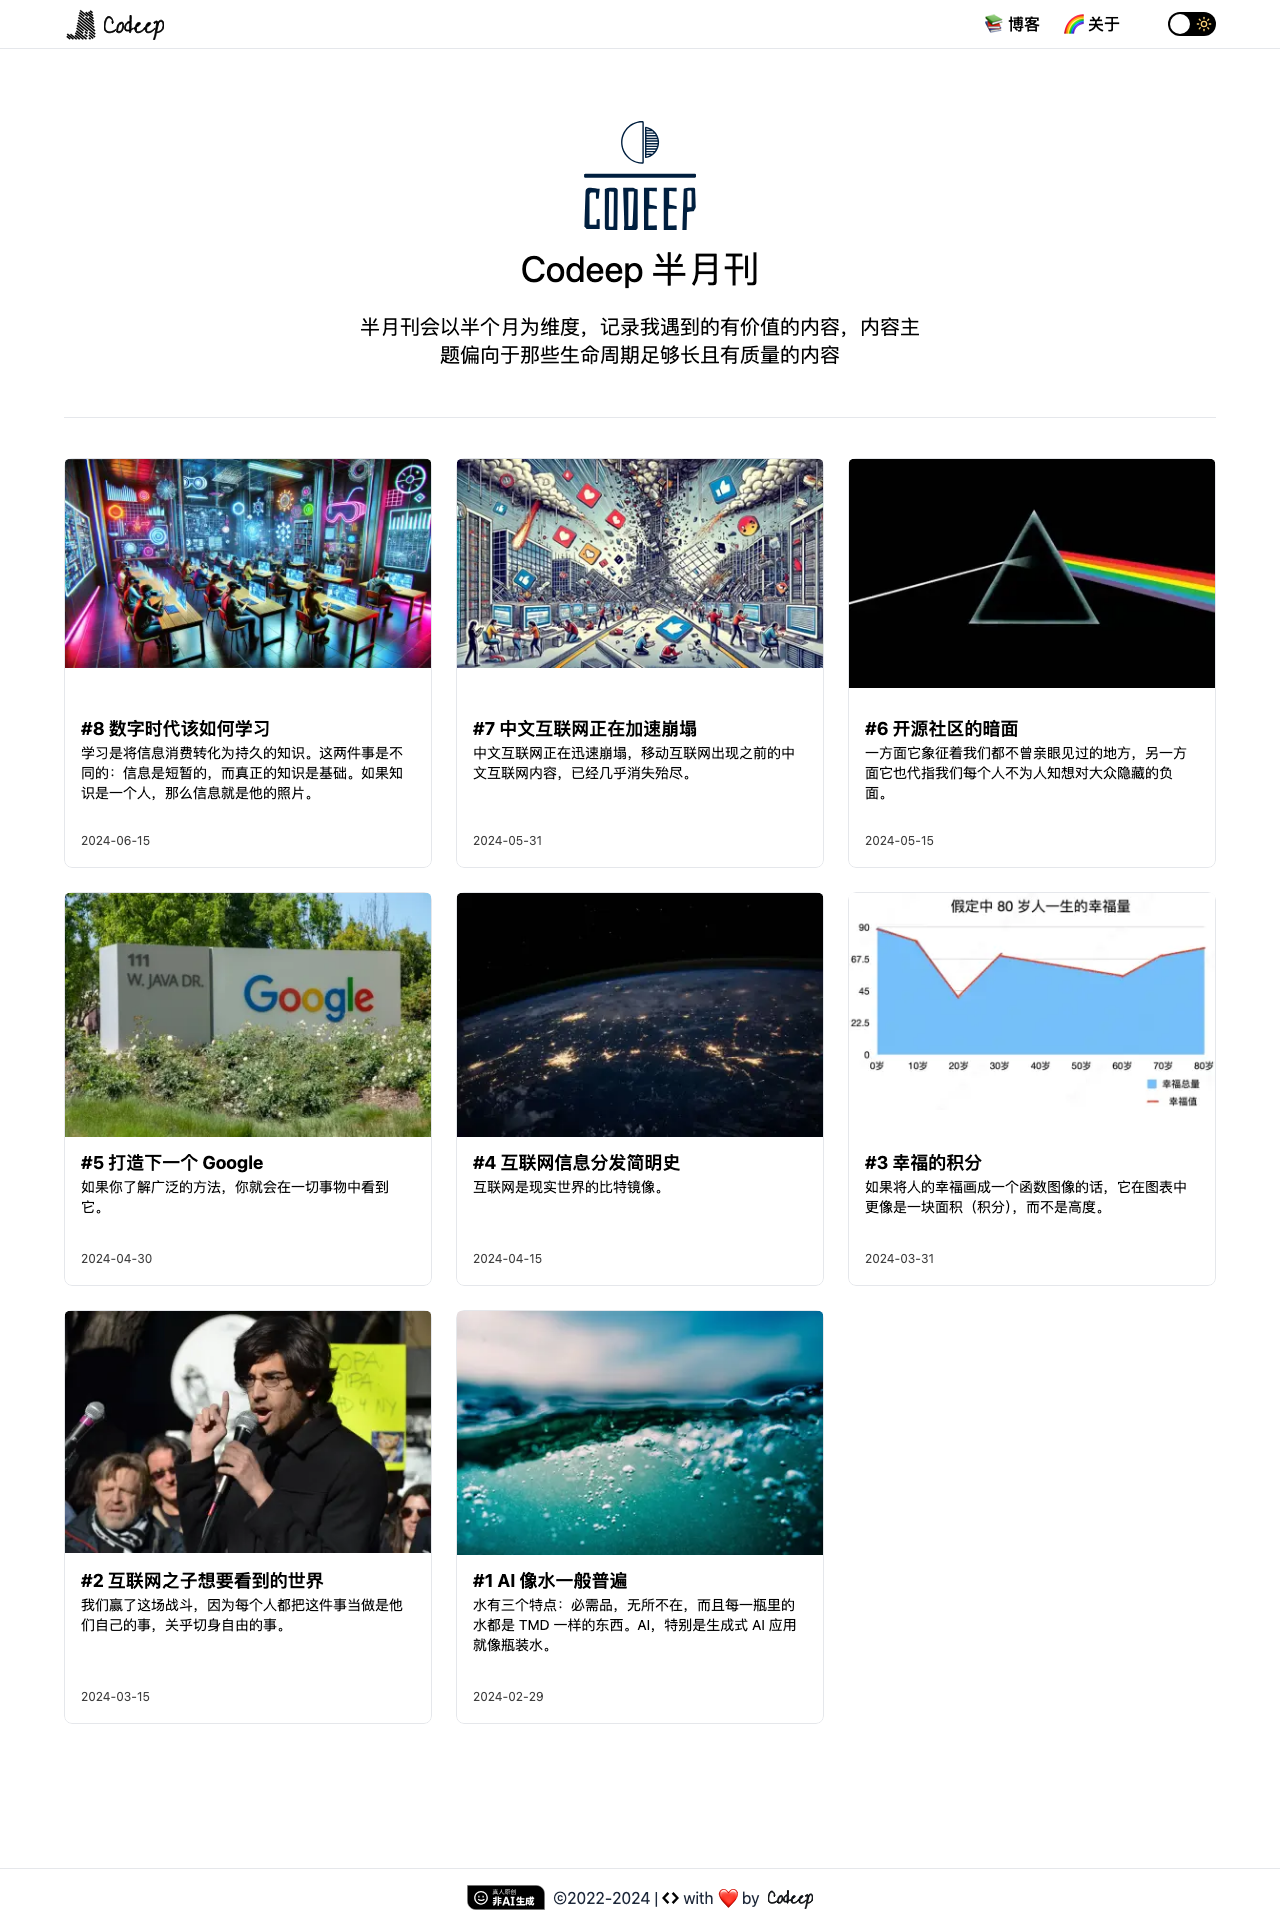 Codeep
📚 博客
🌈 关于
CODEEP
Codeep 半月刊
半月刊会以半个月为维度，记录我遇到的有价值的内容，内容主
题偏向于那些生命周期足够长且有质量的内容
#8 数字时代该如何学习
学习是将信息消费转化为持久的知识。这两件事是不
同的：信息是短暂的，而真正的知识是基础。如果知
识是一个人，那么信息就是他的照片。
2024-06-15
#7 中文互联网正在加速崩塌
中文互联网正在迅速崩塌，移动互联网出现之前的中
文互联网内容，已经几乎消失殆尽。
2024-05-31
#6 开源社区的暗面
一方面它象征着我们都不曾亲眼见过的地方，另一方
面它也代指我们每个人不为人知想对大众隐藏的负
面。
2024-05-15
111
W. JAVA DR.
Google
#5 打造下一个 Google
如果你了解广泛的方法，你就会在一切事物中看到
它。
2024-04-30
#4 互联网信息分发简明史
互联网是现实世界的比特镜像。
2024-04-15
假定中 80 岁人一生的幸福量
90
67.5
45
22.5
0
0岁 10岁 20岁 30岁 40岁 50岁 60岁 70岁 80岁
幸福总量
幸福值
#3 幸福的积分
如果将人的幸福画成一个函数图像的话，它在图表中
更像是一块面积（积分），而不是高度。
2024-03-31
#2 互联网之子想要看到的世界
我们赢了这场战斗，因为每个人都把这件事当做是他
们自己的事，关乎切身自由的事。
2024-03-15
#1 AI 像水一般普遍
水有三个特点：必需品，无所不在，而且每一瓶里的
水都是 TMD 一样的东西。AI，特别是生成式 AI 应用
就像瓶装水。
2024-02-29
真人原创
非AI生成
©2022-2024 | <> with ❤️ by Codeep